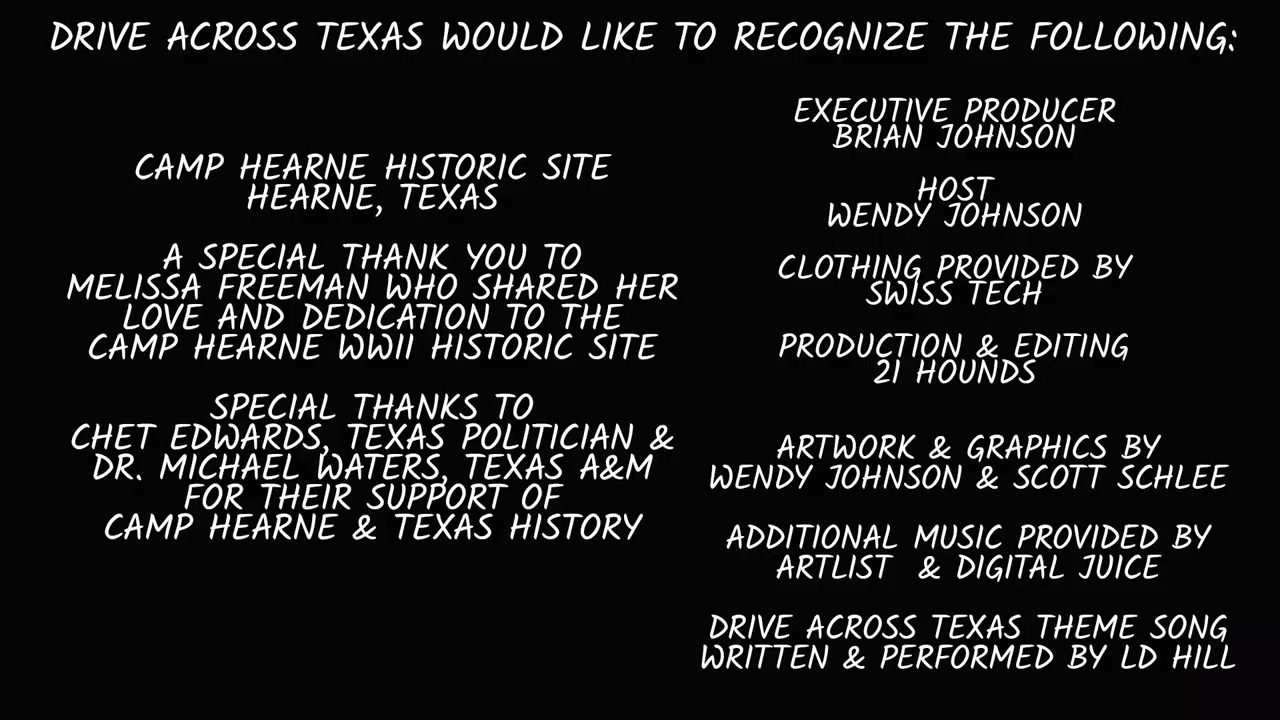 DRIVE ACROSS TEXAS WOULD LIKE TO RECOGNIZE THE FOLLOWING:
CAMP HEARNE HISTORIC SITE
HEARNE, TEXAS
A SPECIAL THANK YOU TO
MELISSA FREEMAN WHO SHARED HER
LOVE AND DEDICATION TO THE
CAMP HEARNE WWII HISTORIC SITE
SPECIAL THANKS TO
CHET EDWARDS, TEXAS POLITICIAN &
DR. MICHAEL WATERS, TEXAS A&M
FOR THEIR SUPPORT OF
CAMP HEARNE & TEXAS HISTORY
EXECUTIVE PRODUCER
BRIAN JOHNSON
HOST
WENDY JOHNSON
CLOTHING PROVIDED BY
SWISS TECH
PRODUCTION & EDITING
21 HOUNDS
ARTWORK & GRAPHICS BY
WENDY JOHNSON & SCOTT SCHLEE
ADDITIONAL MUSIC PROVIDED BY
ARTLIST & DIGITAL JUICE
DRIVE ACROSS TEXAS THEME SONG
WRITTEN & PERFORMED BY LD HILL